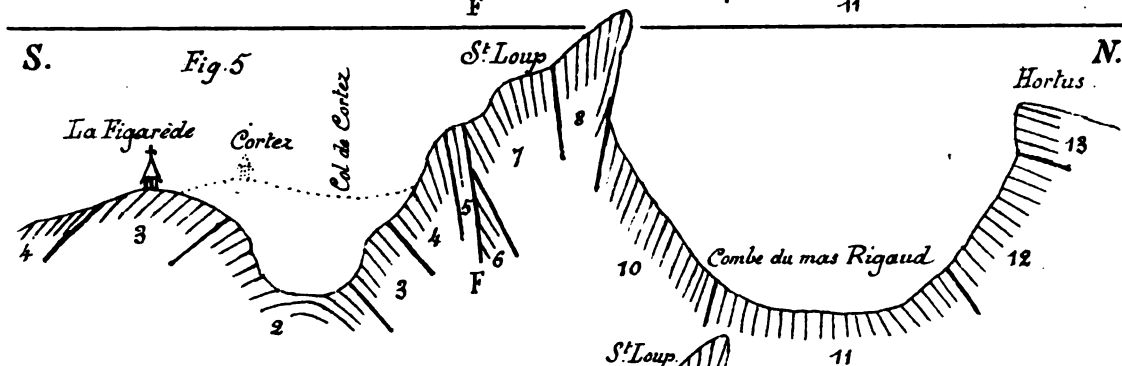 F 11
S. Fig. 5 St. Loup N.
Hortus.
La Figarède Cortez Col de Cortez
8 13
7
4 3 4 5 6
10 Combe du mas Rigaud 12
3 F
2
St. Loup. 11